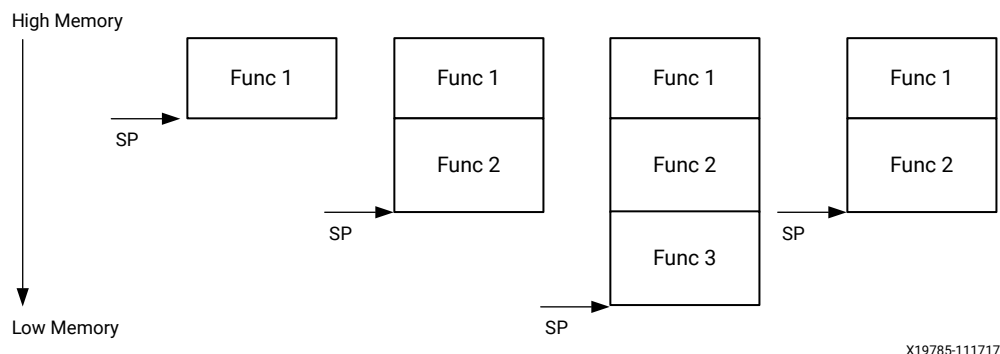 High Memory
Func 1
Func 1
Func 1
Func 1
SP
Func 2
Func 2
Func 2
SP
SP
Func 3
SP
Low Memory
X19785-111717